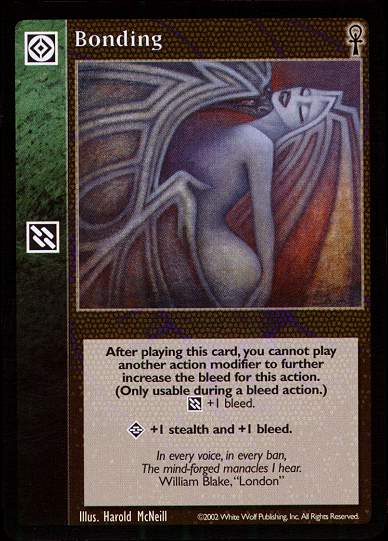 Bonding
After playing this card, you cannot play
another action modifier to further
increase the bleed for this action.
(Only usable during a bleed action.)
+1 bleed.
+1 stealth and +1 bleed.
In every voice, in every ban,
The mind-forged manacles I hear.
William Blake, "London"
Illus. Harold McNeill
©2002 White Wolf Publishing, Inc. All Rights Reserved.